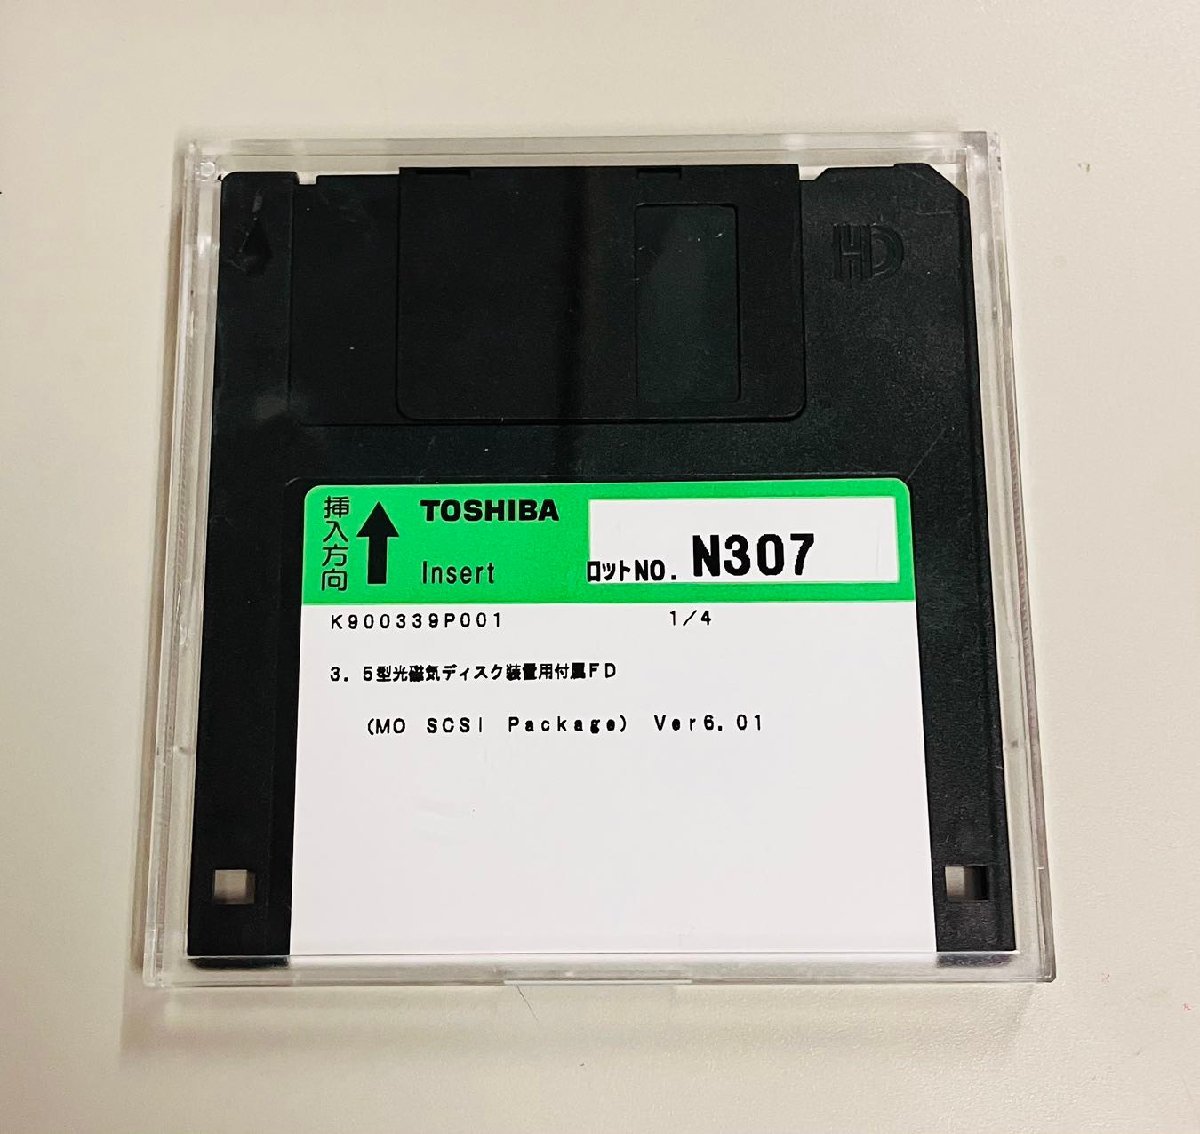 HD
挿入方向
TOSHIBA
Insert
ロットNO. N307
K900339P001 1/4
3. 5型光磁気ディスク装置用付属FD
(MO SCSI Package) Ver6. 01